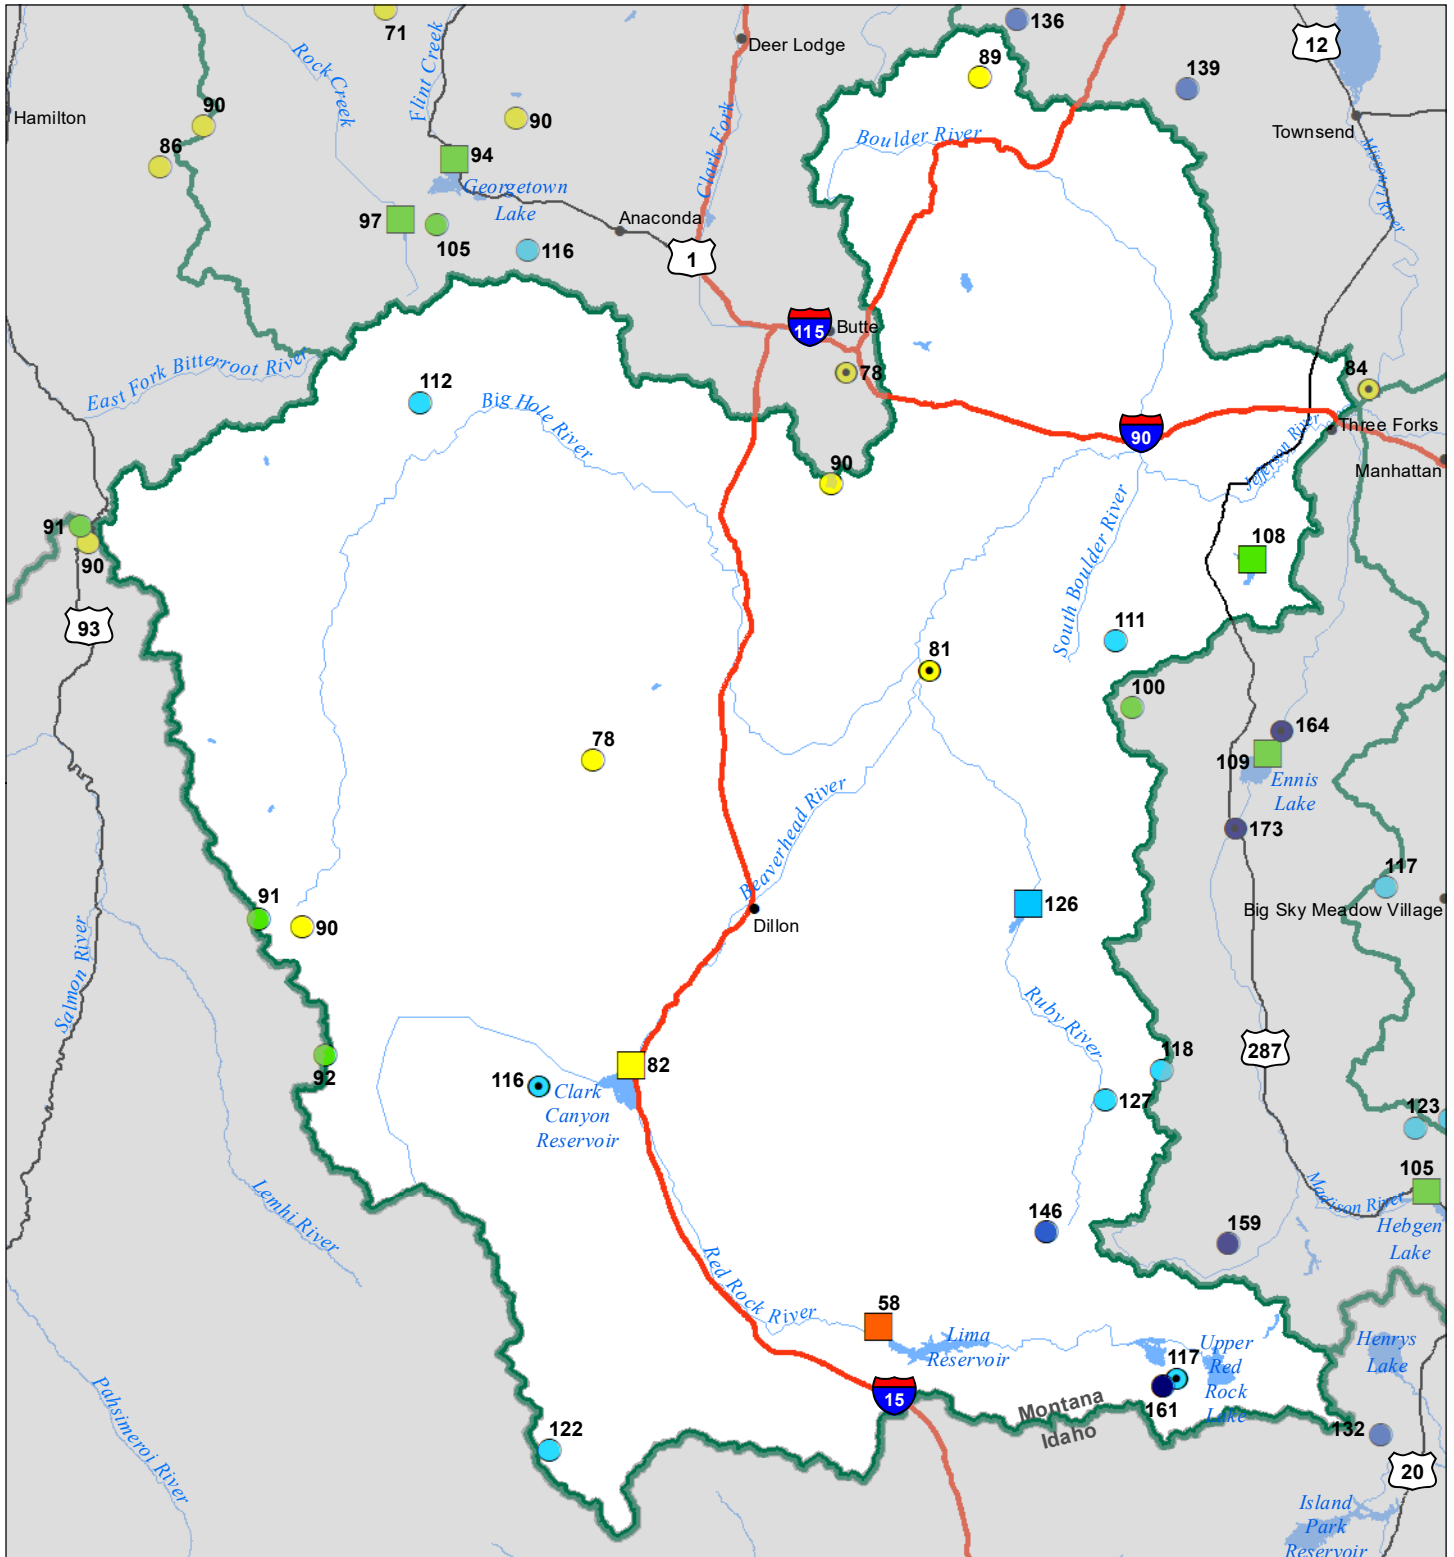 71
136
12
Deer Lodge
89
139
Rock Creek
Flint Creek
Hamilton
90
90
Clark Fork
Boulder River
Townsend
86
94
Georgetown
Lake
Missouri River
97
105
116
Anaconda
1
115
Butte
78
East Fork Bitterroot River
84
112
Big Hole River
90
Three Forks
Jefferson River
Manhattan
90
91
90
South Boulder River
108
93
111
81
100
164
78
109
Ennis
Lake
Beaverhead River
173
117
91
90
Dillon
126
Big Sky Meadow Village
Salmon River
Ruby River
287
118
82
92
116
Clark
Canyon
Reservoir
127
123
105
Madison River
Hebgen
Lake
Lemhi River
146
159
Red Rock River
58
Lima
Reservoir
Upper
Red
Rock
Lake
117
161
Henrys
Lake
15
Montana
Idaho
132
122
20
Pahsimeroi River
Island
Park
Reservoir